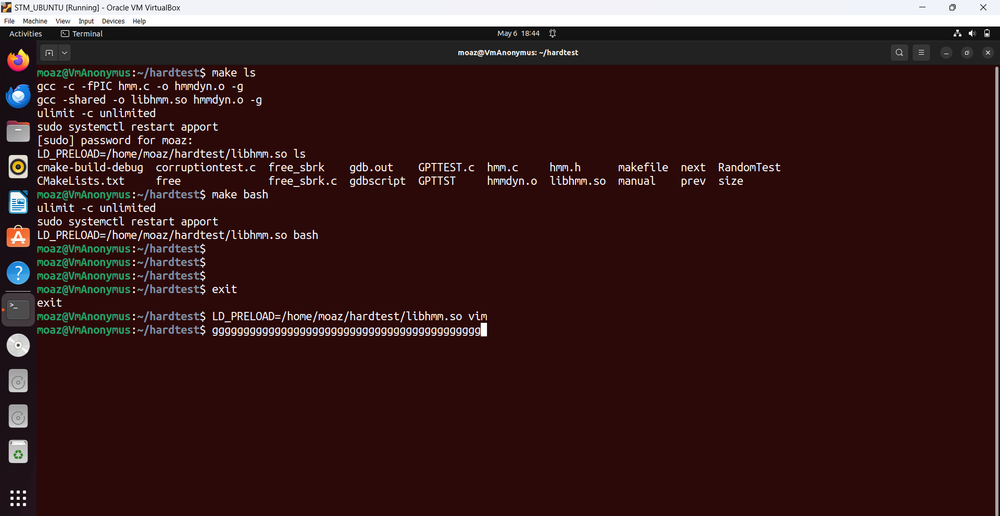 STM_UBUNTU [Running] - Oracle VM VirtualBox
File Machine View Input Devices Help
Activities Terminal May 6 18:44
moaz@VmAnonymus: ~/hardtest
moaz@VmAnonymus:~/hardtest$ make ls
gcc -c -fPIC hmm.c -o hmmdyn.o -g
gcc -shared -o libhmm.so hmmdyn.o -g
ulimit -c unlimited
sudo systemctl restart apport
[sudo] password for moaz:
LD_PRELOAD=/home/moaz/hardtest/libhmm.so ls
cmake-build-debug corruptiontest.c free_sbrk gdb.out GPTTEST.c hmm.c hmm.h makefile next RandomTest
CMakeLists.txt free free_sbrk.c gdbscript GPTTST hmmdyn.o libhmm.so manual prev size
moaz@VmAnonymus:~/hardtest$ make bash
ulimit -c unlimited
sudo systemctl restart apport
LD_PRELOAD=/home/moaz/hardtest/libhmm.so bash
moaz@VmAnonymus:~/hardtest$
moaz@VmAnonymus:~/hardtest$
moaz@VmAnonymus:~/hardtest$
moaz@VmAnonymus:~/hardtest$ exit
exit
moaz@VmAnonymus:~/hardtest$ LD_PRELOAD=/home/moaz/hardtest/libhmm.so vim
moaz@VmAnonymus:~/hardtest$ ggggggggggggggggggggggggggggggggggggggggggg